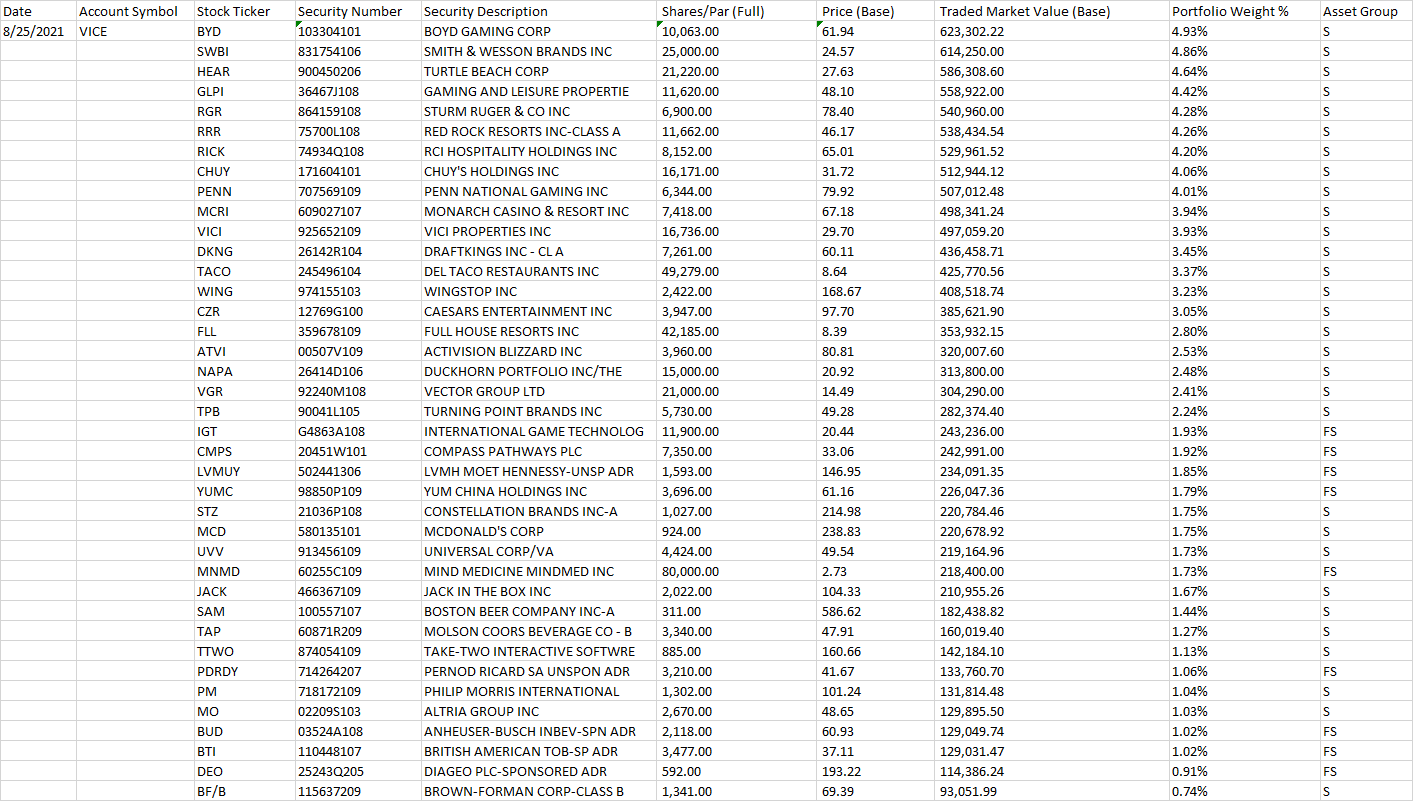 Date Account Symbol Stock Ticker Security Number Security Description Shares/Par (Full) Price (Base) Traded Market Value (Base) Portfolio Weight % Asset Group
8/25/2021 VICE BYD 103304101 BOYD GAMING CORP 10,063.00 61.94 623,302.22 4.93% S
SWBI 831754106 SMITH & WESSON BRANDS INC 25,000.00 24.57 614,250.00 4.86% S
HEAR 900450206 TURTLE BEACH CORP 21,220.00 27.63 586,308.60 4.64% S
GLPI 36467J108 GAMING AND LEISURE PROPERTIE 11,620.00 48.10 558,922.00 4.42% S
RGR 864159108 STURM RUGER & CO INC 6,900.00 78.40 540,960.00 4.28% S
RRR 75700L108 RED ROCK RESORTS INC-CLASS A 11,662.00 46.17 538,434.54 4.26% S
RICK 74934Q108 RCI HOSPITALITY HOLDINGS INC 8,152.00 65.01 529,961.52 4.20% S
CHUY 171604101 CHUY'S HOLDINGS INC 16,171.00 31.72 512,944.12 4.06% S
PENN 707569109 PENN NATIONAL GAMING INC 6,344.00 79.92 507,012.48 4.01% S
MCRI 609027107 MONARCH CASINO & RESORT INC 7,418.00 67.18 498,341.24 3.94% S
VICI 925652109 VICI PROPERTIES INC 16,736.00 29.70 497,059.20 3.93% S
DKNG 26142R104 DRAFTKINGS INC - CL A 7,261.00 60.11 436,458.71 3.45% S
TACO 245496104 DEL TACO RESTAURANTS INC 49,279.00 8.64 425,770.56 3.37% S
WING 974155103 WINGSTOP INC 2,422.00 168.67 408,518.74 3.23% S
CZR 12769G100 CAESARS ENTERTAINMENT INC 3,947.00 97.70 385,621.90 3.05% S
FLL 359678109 FULL HOUSE RESORTS INC 42,185.00 8.39 353,932.15 2.80% S
ATVI 00507V109 ACTIVISION BLIZZARD INC 3,960.00 80.81 320,007.60 2.53% S
NAPA 26414D106 DUCKHORN PORTFOLIO INC/THE 15,000.00 20.92 313,800.00 2.48% S
VGR 92240M108 VECTOR GROUP LTD 21,000.00 14.49 304,290.00 2.41% S
TPB 90041L105 TURNING POINT BRANDS INC 5,730.00 49.28 282,374.40 2.24% S
IGT G4863A108 INTERNATIONAL GAME TECHNOLOG 11,900.00 20.44 243,236.00 1.93% FS
CMPS 20451W101 COMPASS PATHWAYS PLC 7,350.00 33.06 242,991.00 1.92% FS
LVMUY 502441306 LVMH MOET HENNESSY-UNSP ADR 1,593.00 146.95 234,091.35 1.85% FS
YUMC 98850P109 YUM CHINA HOLDINGS INC 3,696.00 61.16 226,047.36 1.79% FS
STZ 21036P108 CONSTELLATION BRANDS INC-A 1,027.00 214.98 220,784.46 1.75% S
MCD 580135101 MCDONALD'S CORP 924.00 238.83 220,678.92 1.75% S
UVV 913456109 UNIVERSAL CORP/VA 4,424.00 49.54 219,164.96 1.73% S
MNMD 60255C109 MIND MEDICINE MINDMED INC 80,000.00 2.73 218,400.00 1.73% FS
JACK 466367109 JACK IN THE BOX INC 2,022.00 104.33 210,955.26 1.67% S
SAM 100557107 BOSTON BEER COMPANY INC-A 311.00 586.62 182,438.82 1.44% S
TAP 60871R209 MOLSON COORS BEVERAGE CO - B 3,340.00 47.91 160,019.40 1.27% S
TTWO 874054109 TAKE-TWO INTERACTIVE SOFTWRE 885.00 160.66 142,184.10 1.13% S
PDRDY 714264207 PERNOD RICARD SA UNSPON ADR 3,210.00 41.67 133,760.70 1.06% FS
PM 718172109 PHILIP MORRIS INTERNATIONAL 1,302.00 101.24 131,814.48 1.04% S
MO 02209S103 ALTRIA GROUP INC 2,670.00 48.65 129,895.50 1.03% S
BUD 03524A108 ANHEUSER-BUSCH INBEV-SPN ADR 2,118.00 60.93 129,049.74 1.02% FS
BTI 110448107 BRITISH AMERICAN TOB-SP ADR 3,477.00 37.11 129,031.47 1.02% FS
DEO 25243Q205 DIAGEO PLC-SPONSORED ADR 592.00 193.22 114,386.24 0.91% FS
BF/B 115637209 BROWN-FORMAN CORP-CLASS B 1,341.00 69.39 93,051.99 0.74% S